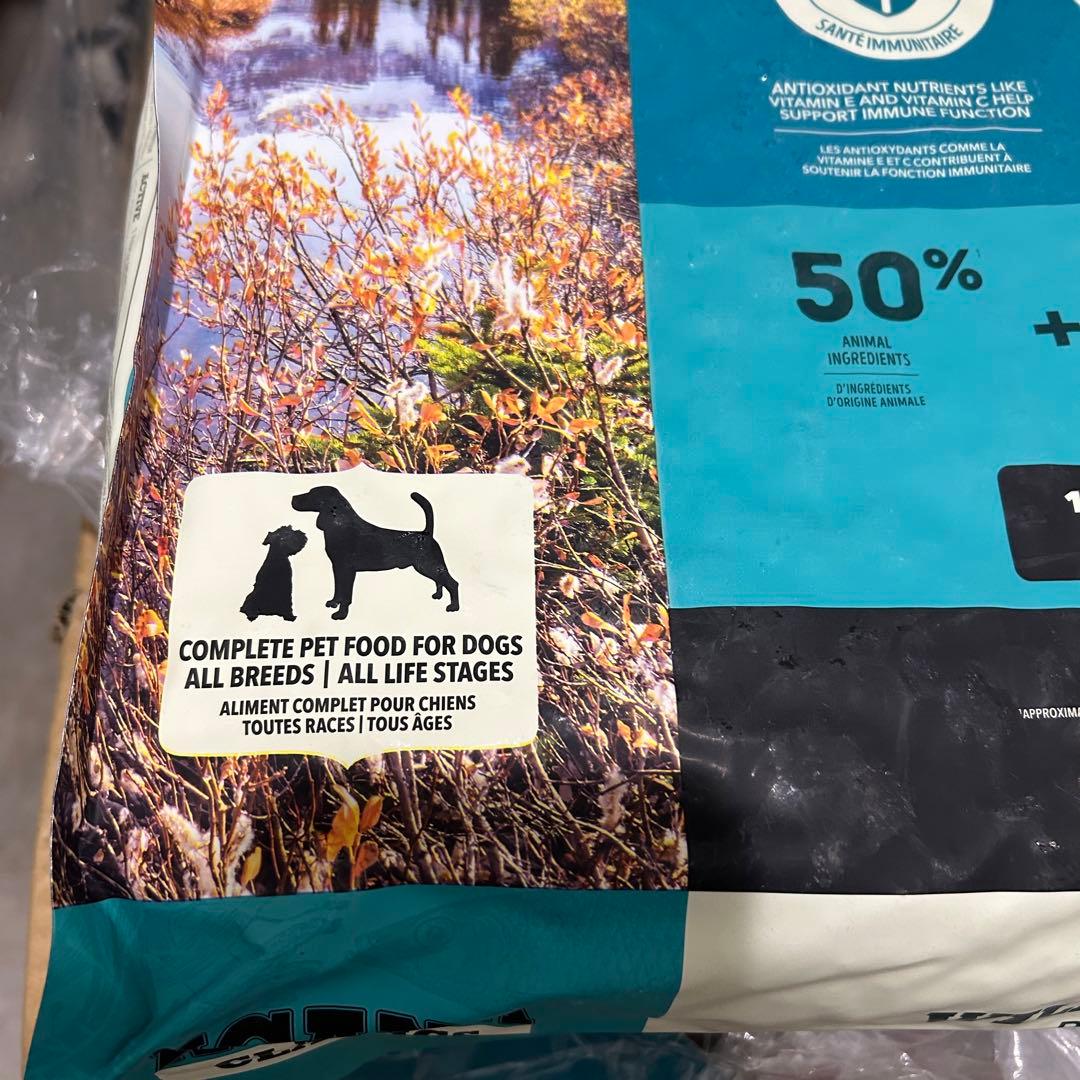 SANTÉ IMMUNITAIRE
ANTIOXIDANT NUTRIENTS LIKE
VITAMIN E AND VITAMIN C HELP
SUPPORT IMMUNE FUNCTION
LES ANTIOXYDANTS COMME LA
VITAMINE E ET C CONTRIBUENT À
SOUTENIR LA FONCTION IMMUNITAIRE
50%
+
ANIMAL
INGREDIENTS
D'INGRÉDIENTS
D'ORIGINE ANIMALE
1
COMPLETE PET FOOD FOR DOGS
ALL BREEDS | ALL LIFE STAGES
ALIMENT COMPLET POUR CHIENS
TOUTES RACES | TOUS ÂGES